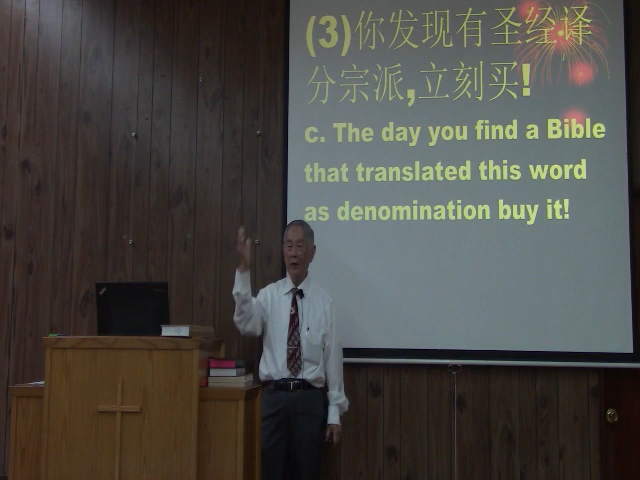 (3)你发现有圣经译
分宗派,立刻买!
c. The day you find a Bible
that translated this word
as denomination buy it!